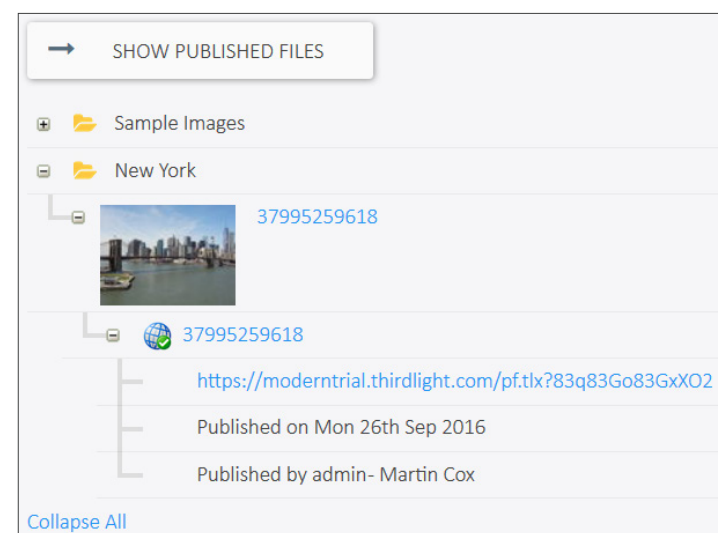 SHOW PUBLISHED FILES
Sample Images
New York
37995259618
37995259618
https://moderntrial.thirdlight.com/pf.tlx?83q83Go83GxXO2
Published on Mon 26th Sep 2016
Published by admin- Martin Cox
Collapse All